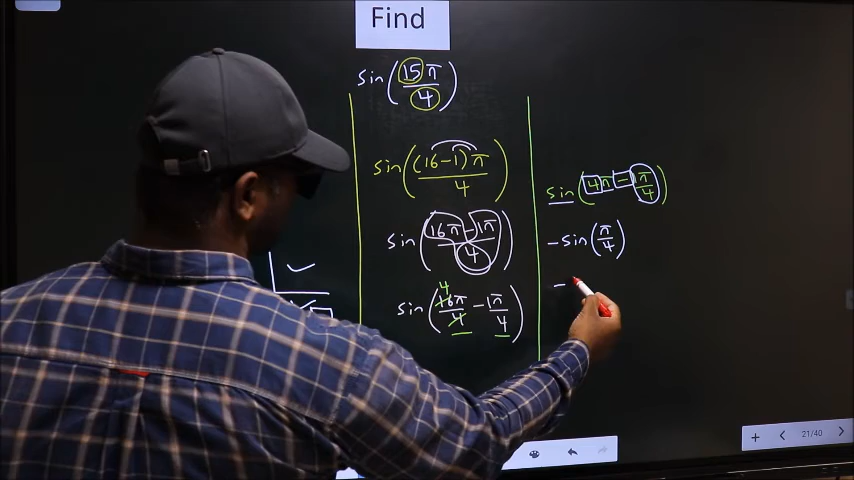 Find
sin(15π/4)
sin((16-1)π/4)
sin((16π-1π)/4)
4
sin(16π/4 - 1π/4)
sin(4π - 1π/4)
-sin(π/4)
-
21/40